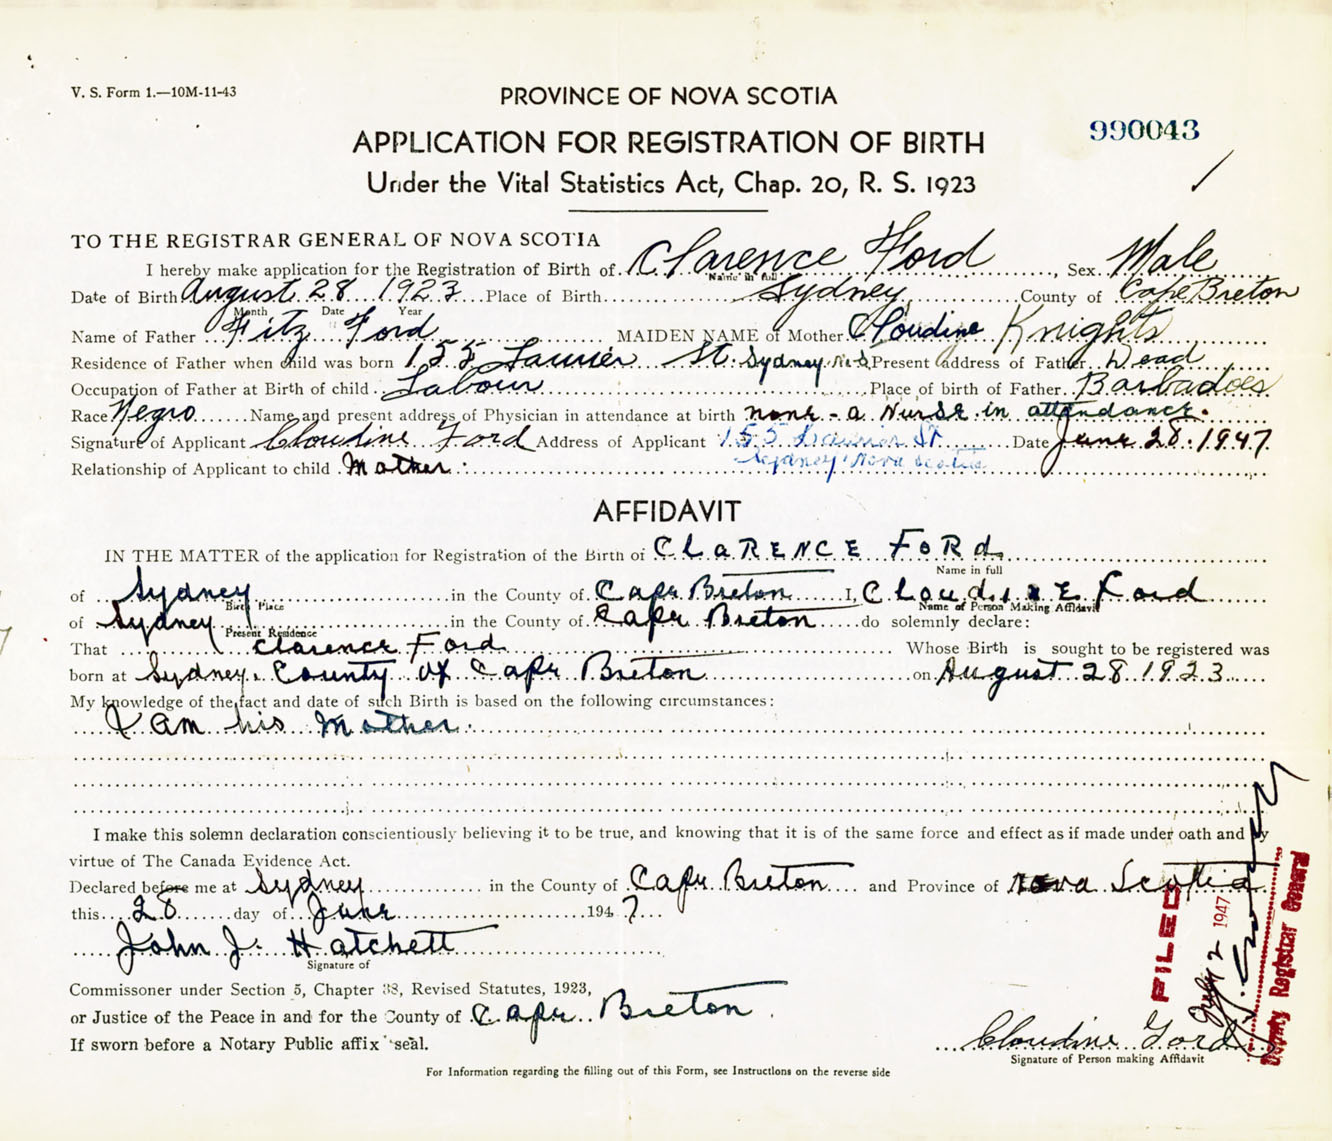 V. S. Form 1.—10M-11-43
PROVINCE OF NOVA SCOTIA
990043
APPLICATION FOR REGISTRATION OF BIRTH
Under the Vital Statistics Act, Chap. 20, R. S. 1923
TO THE REGISTRAR GENERAL OF NOVA SCOTIA
I hereby make application for the Registration of Birth of Clarence Ford, Sex Male
Name in full
Date of Birth August 28 1923 Place of Birth Sydney, County of Cape Breton
Month Date Year
Name of Father Fitz Ford MAIDEN NAME of Mother Cloudine Knights
Residence of Father when child was born 155 Laurier St. Sydney N.S Present address of Father Dead
Occupation of Father at Birth of child Labour Place of birth of Father Barbadoes
Race Negro Name and present address of Physician in attendance at birth none - a Nurse in attendance.
Signature of Applicant Cloudine Ford Address of Applicant 155 Laurier St Date June 28. 1947
Sydney Nova Scotia
Relationship of Applicant to child Mother.
AFFIDAVIT
IN THE MATTER of the application for Registration of the Birth of CLARENCE FORd
Name in full
of Sydney in the County of Cape Breton I, Cloudine Ford
Birth Place Name of Person Making Affidavit
of Sydney in the County of Cape Breton do solemnly declare:
Present Residence
That Clarence Ford Whose Birth is sought to be registered was
born at Sydney. County of Cape Breton on August 28 1923
My knowledge of the fact and date of such Birth is based on the following circumstances:
I am his Mother.
I make this solemn declaration conscientiously believing it to be true, and knowing that it is of the same force and effect as if made under oath and by
virtue of The Canada Evidence Act.
Declared before me at Sydney in the County of Cape Breton and Province of Nova Scotia
this 28 day of June 1947
John J. Hatchett
Signature of
Commissoner under Section 5, Chapter 38, Revised Statutes, 1923,
or Justice of the Peace in and for the County of Cape Breton.
If sworn before a Notary Public affix seal.
Cloudine Ford
Signature of Person making Affidavit
For Information regarding the filling out of this Form, see Instructions on the reverse side
FILED
July 2 1947
Deputy Registrar General